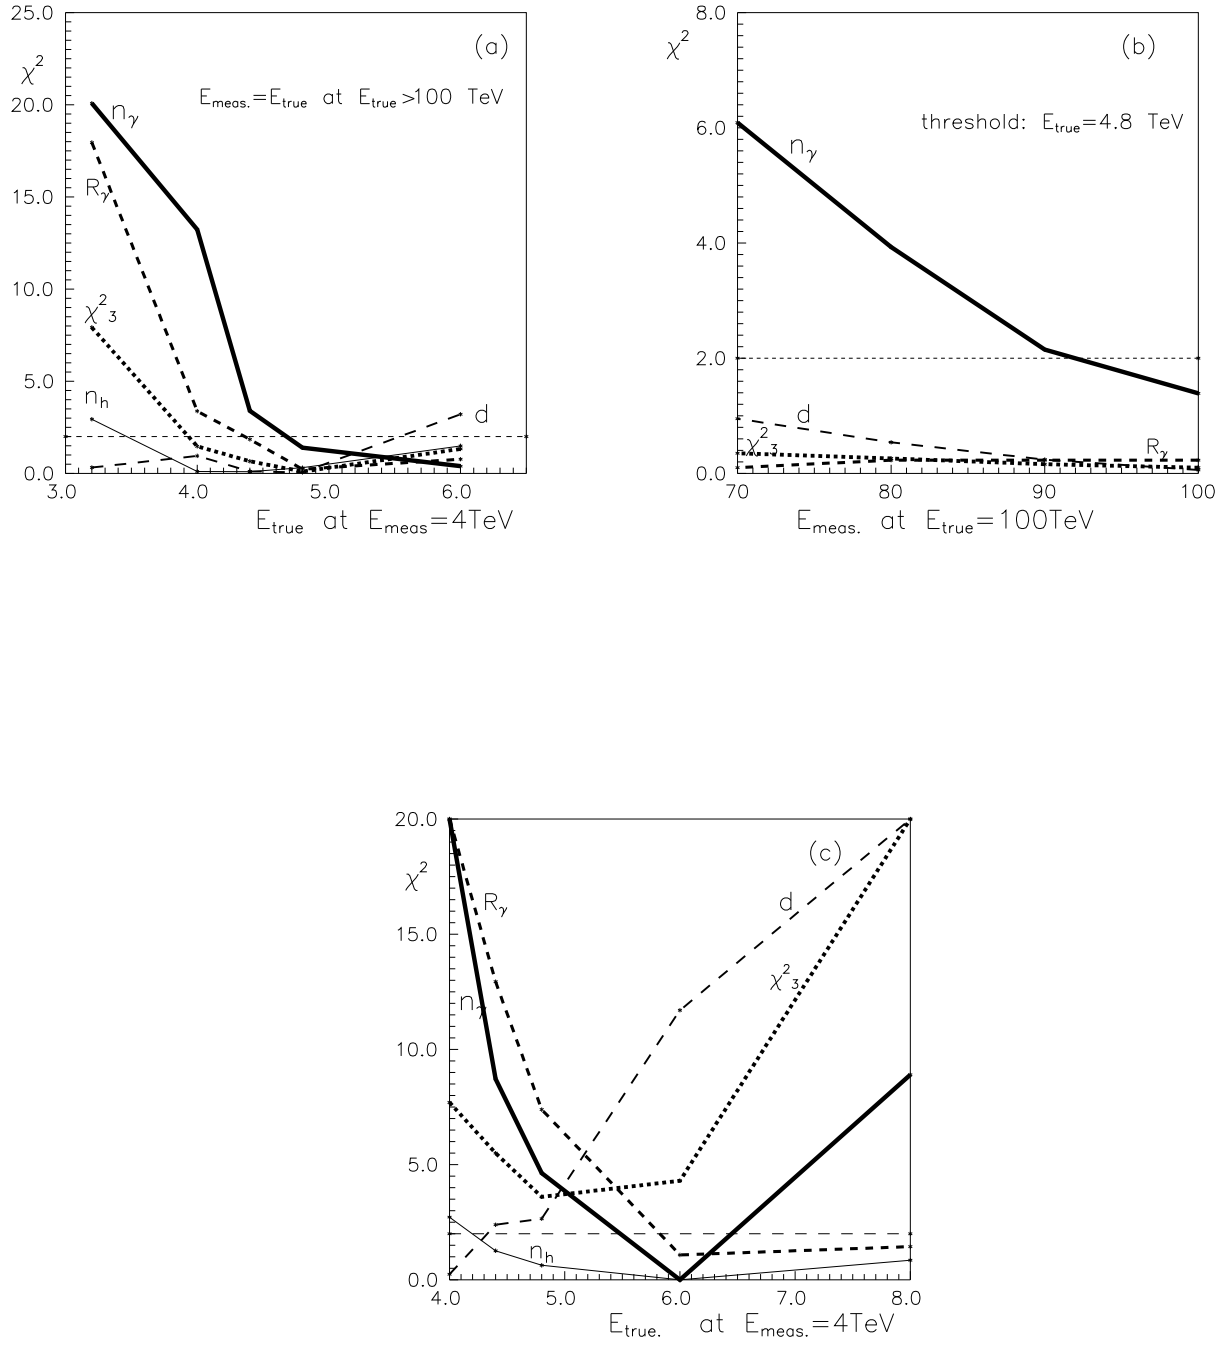 25.0
20.0
15.0
10.0
5.0
0.0
χ²
(a)
E_meas.=E_true at E_true>100 TeV
n_γ
R_γ
χ²₃
n_h
d
3.0 4.0 5.0 6.0
E_true at E_meas=4TeV
8.0
6.0
4.0
2.0
0.0
χ²
(b)
threshold: E_true=4.8 TeV
n_γ
d
χ²₃
R_γ
70 80 90 100
E_meas. at E_true=100TeV
20.0
15.0
10.0
5.0
0.0
χ²
(c)
R_γ
d
χ²₃
n_γ
n_h
4.0 5.0 6.0 7.0 8.0
E_true. at E_meas.=4TeV